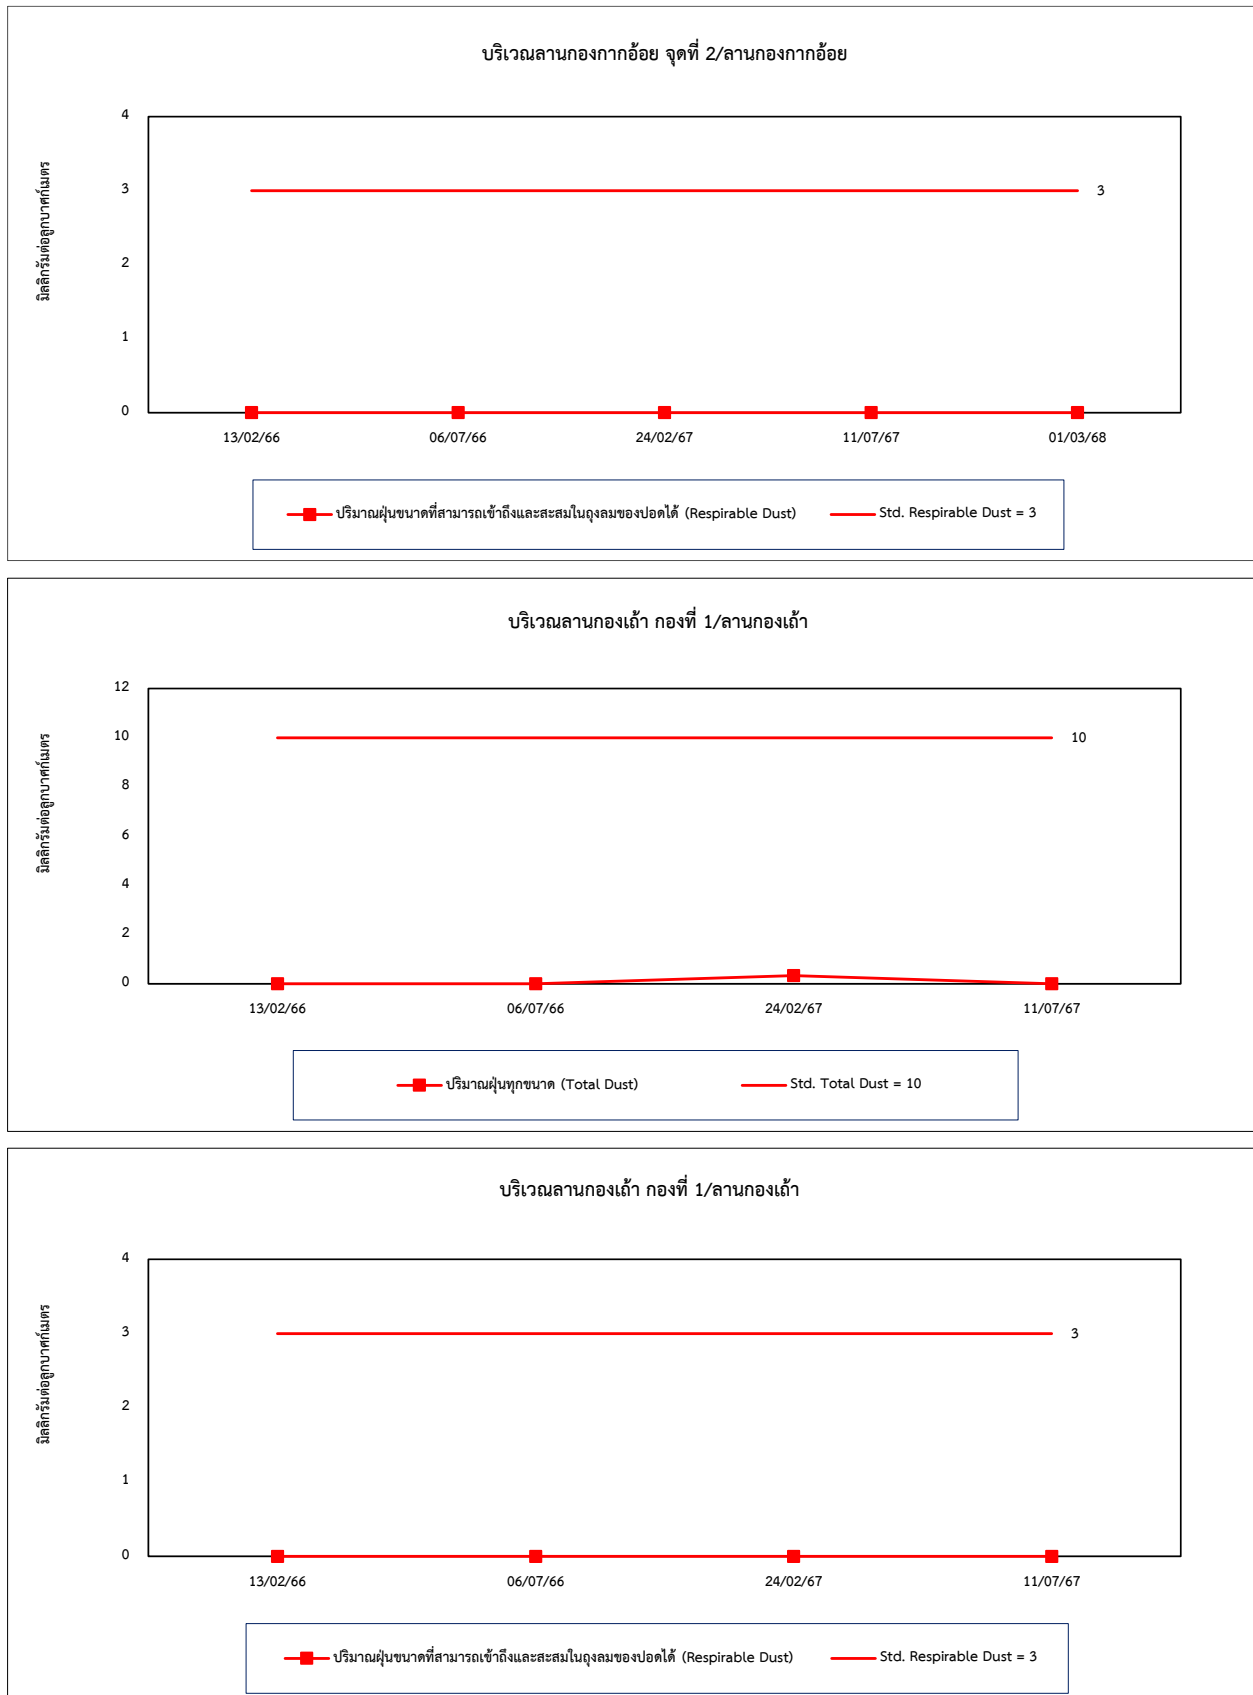 บริเวณลานกองกากอ้อย จุดที่ 2/ลานกองกากอ้อย
มิลลิกรัมต่อลูกบาศก์เมตร
4
3
2
1
0
3
13/02/66 06/07/66 24/02/67 11/07/67 01/03/68
ปริมาณฝุ่นขนาดที่สามารถเข้าถึงและสะสมในถุงลมของปอดได้ (Respirable Dust) Std. Respirable Dust = 3
บริเวณลานกองเถ้า กองที่ 1/ลานกองเถ้า
มิลลิกรัมต่อลูกบาศก์เมตร
12
10
8
6
4
2
0
10
13/02/66 06/07/66 24/02/67 11/07/67
ปริมาณฝุ่นทุกขนาด (Total Dust) Std. Total Dust = 10
บริเวณลานกองเถ้า กองที่ 1/ลานกองเถ้า
มิลลิกรัมต่อลูกบาศก์เมตร
4
3
2
1
0
3
13/02/66 06/07/66 24/02/67 11/07/67
ปริมาณฝุ่นขนาดที่สามารถเข้าถึงและสะสมในถุงลมของปอดได้ (Respirable Dust) Std. Respirable Dust = 3